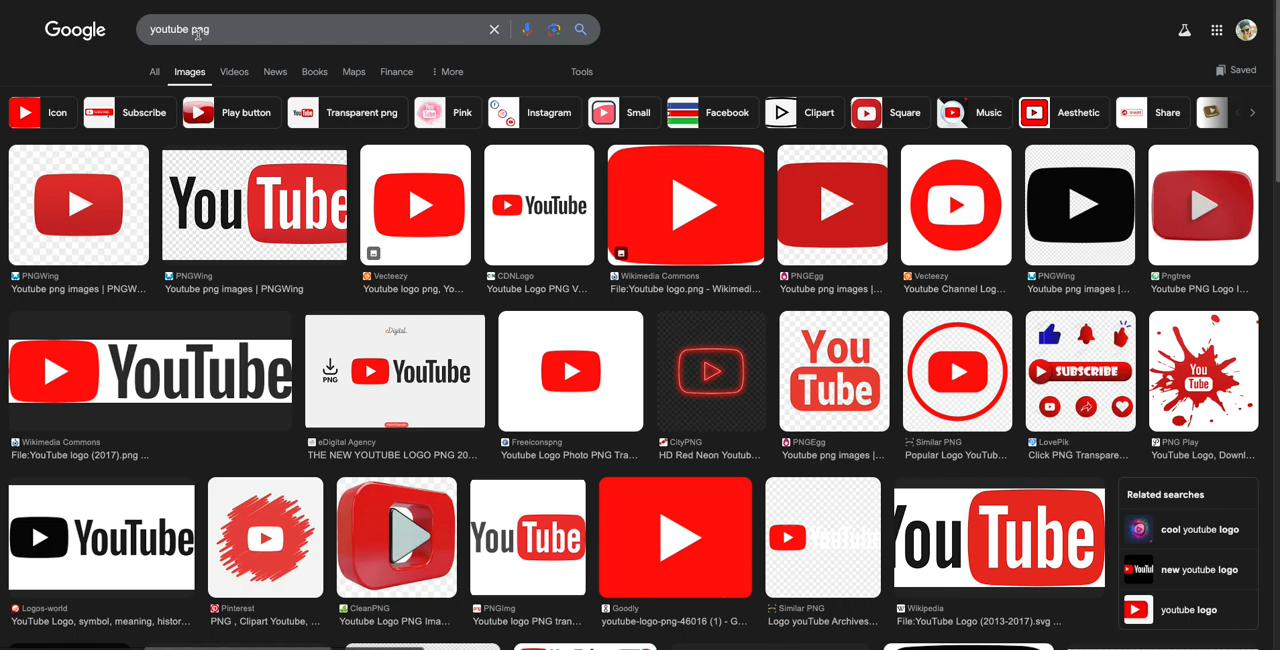 Google
youtube png
All Images Videos News Books Maps Finance More Tools
Saved
Icon Subscribe Play button Transparent png Pink Instagram Small Facebook Clipart Square Music Aesthetic Share
YouTube
YouTube
PNGWing
Youtube png images | PNGW...
PNGWing
Youtube png images | PNGWing
Vecteezy
Youtube logo png, Yo...
CDNLogo
Youtube Logo PNG V...
Wikimedia Commons
File:Youtube logo.png - Wikimedi...
PNGEgg
Youtube png images |...
Vecteezy
Youtube Channel Log...
PNGWing
Youtube png images |...
Pngtree
Youtube PNG Logo I...
YouTube
eDigital
PNG
YouTube
You
Tube
SUBSCRIBE
You
Tube
Wikimedia Commons
File:YouTube logo (2017).png ...
eDigital Agency
THE NEW YOUTUBE LOGO PNG 20...
Freeiconspng
Youtube Logo Photo PNG Tra...
CityPNG
HD Red Neon Youtub...
PNGEgg
Youtube png images |...
Similar PNG
Popular Logo YouTub...
LovePik
Click PNG Transpare...
PNG Play
YouTube Logo, Downl...
YouTube
YouTube
YouTube
YouTube
Logos-world
YouTube Logo, symbol, meaning, histor...
Pinterest
PNG , Clipart Youtube, ...
CleanPNG
Youtube Logo PNG Ima...
PNGImg
Youtube logo PNG tran...
Goodly
youtube-logo-png-46016 (1) - G...
Similar PNG
Logo youTube Archives...
Wikipedia
File:YouTube Logo (2013-2017).svg ...
Related searches
cool youtube logo
new youtube logo
youtube logo